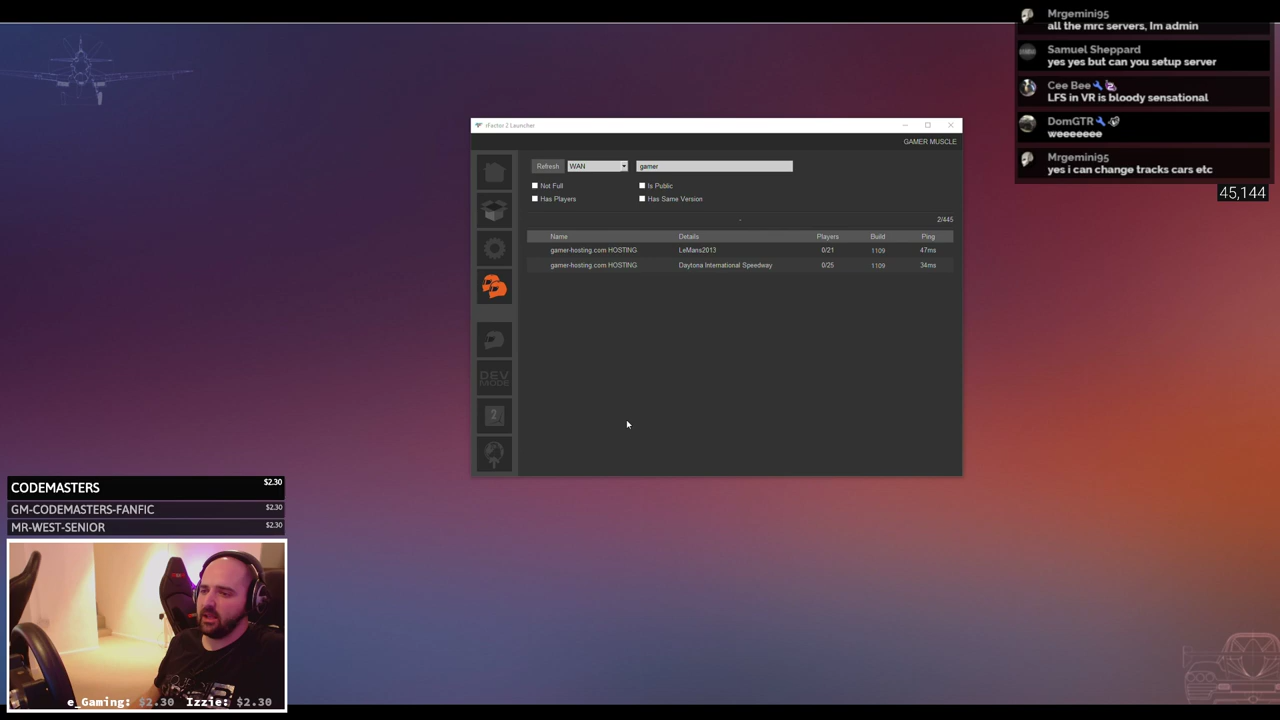 Mrgemini95
all the mrc servers, Im admin
Samuel Sheppard
yes yes but can you setup server
Cee Bee
LFS in VR is bloody sensational
DomGTR
weeeeeee
Mrgemini95
yes i can change tracks cars etc
45,144
rFactor 2 Launcher
GAMER MUSCLE
Refresh WAN gamer
Not Full Is Public
Has Players Has Same Version
2/445
Name Details Players Build Ping
gamer-hosting.com HOSTING LeMans2013 0/21 1109 47ms
gamer-hosting.com HOSTING Daytona International Speedway 0/25 1109 34ms
DEV
MODE
2
CODEMASTERS $2.30
GM-CODEMASTERS-FANFIC $2.30
MR-WEST-SENIOR $2.30
e_Gaming: $2.30 Izzie: $2.30